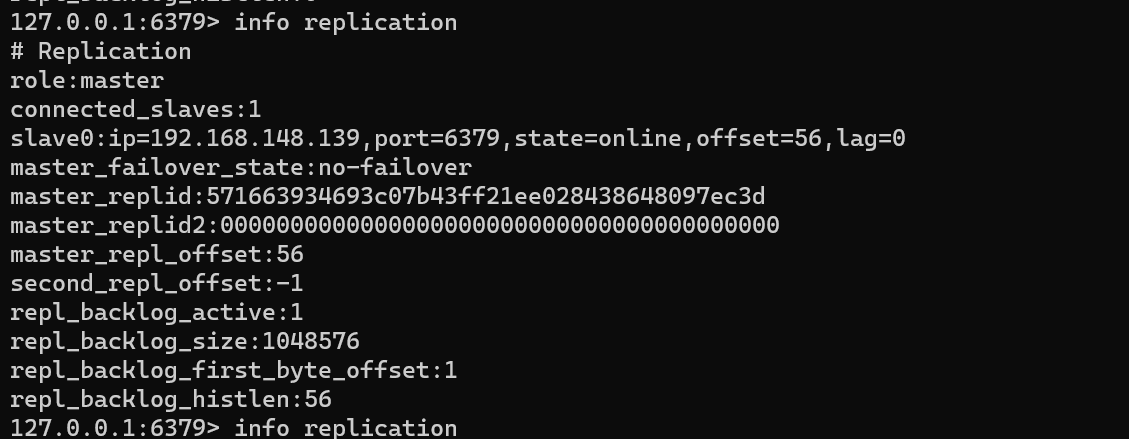 127.0.0.1:6379> info replication
# Replication
role:master
connected_slaves:1
slave0:ip=192.168.148.139,port=6379,state=online,offset=56,lag=0
master_failover_state:no-failover
master_replid:571663934693c07b43ff21ee028438648097ec3d
master_replid2:0000000000000000000000000000000000000000
master_repl_offset:56
second_repl_offset:-1
repl_backlog_active:1
repl_backlog_size:1048576
repl_backlog_first_byte_offset:1
repl_backlog_histlen:56
127.0.0.1:6379> info replication